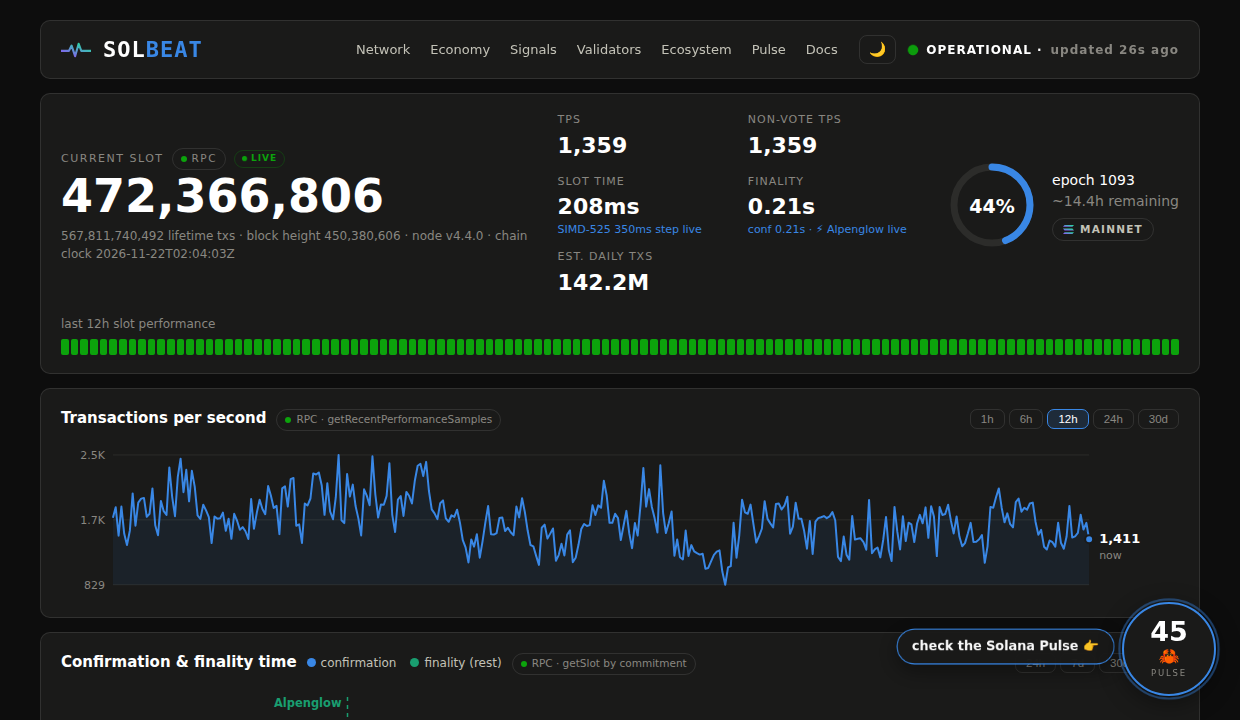 SOLBEAT
Network Economy Signals Validators Ecosystem Pulse Docs
OPERATIONAL · updated 26s ago
CURRENT SLOT RPC LIVE
472,366,806
567,811,740,492 lifetime txs · block height 450,380,606 · node v4.4.0 · chain
clock 2026-11-22T02:04:03Z
TPS
1,359
NON-VOTE TPS
1,359
SLOT TIME
208ms
SIMD-525 350ms step live
FINALITY
0.21s
conf 0.21s · ⚡ Alpenglow live
EST. DAILY TXS
142.2M
44%
epoch 1093
~14.4h remaining
MAINNET
last 12h slot performance
Transactions per second RPC · getRecentPerformanceSamples
1h 6h 12h 24h 30d
2.5K
1.7K
829
1,411
now
Confirmation & finality time confirmation finality (rest) RPC · getSlot by commitment
check the Solana Pulse 👉
45
PULSE
Alpenglow